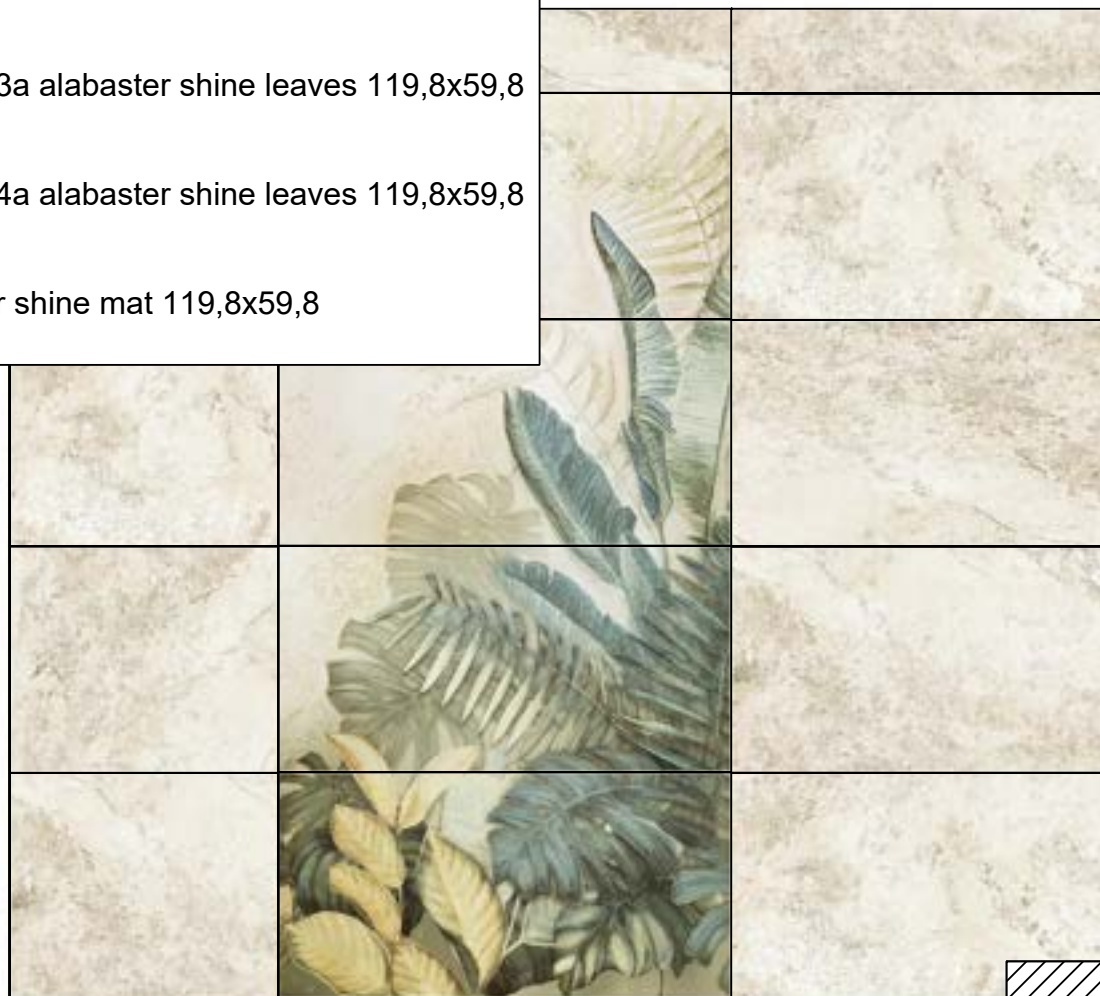 3a alabaster shine leaves 119,8x59,8
4a alabaster shine leaves 119,8x59,8
r shine mat 119,8x59,8